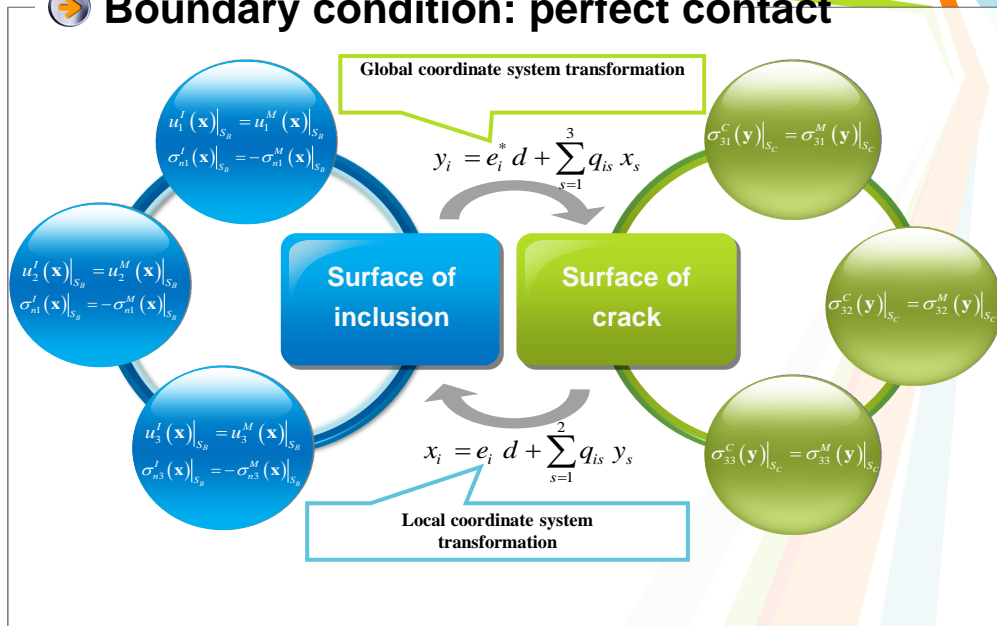 Boundary condition: perfect contact
Global coordinate system transformation
u_1^I(x)|_{S_B} = u_1^M(x)|_{S_B}
σ_{n1}^I(x)|_{S_B} = −σ_{n1}^M(x)|_{S_B}
σ_{31}^C(y)|_{S_C} = σ_{31}^M(y)|_{S_C}
y_i = e_i^* d + ∑_{s=1}^{3} q_{is} x_s
u_2^I(x)|_{S_B} = u_2^M(x)|_{S_B}
σ_{n1}^I(x)|_{S_B} = −σ_{n1}^M(x)|_{S_B}
Surface of
inclusion
Surface of
crack
σ_{32}^C(y)|_{S_C} = σ_{32}^M(y)|_{S_C}
u_3^I(x)|_{S_B} = u_3^M(x)|_{S_B}
σ_{n3}^I(x)|_{S_B} = −σ_{n3}^M(x)|_{S_B}
x_i = e_i d + ∑_{s=1}^{2} q_{is} y_s
σ_{33}^C(y)|_{S_C} = σ_{33}^M(y)|_{S_C}
Local coordinate system
transformation